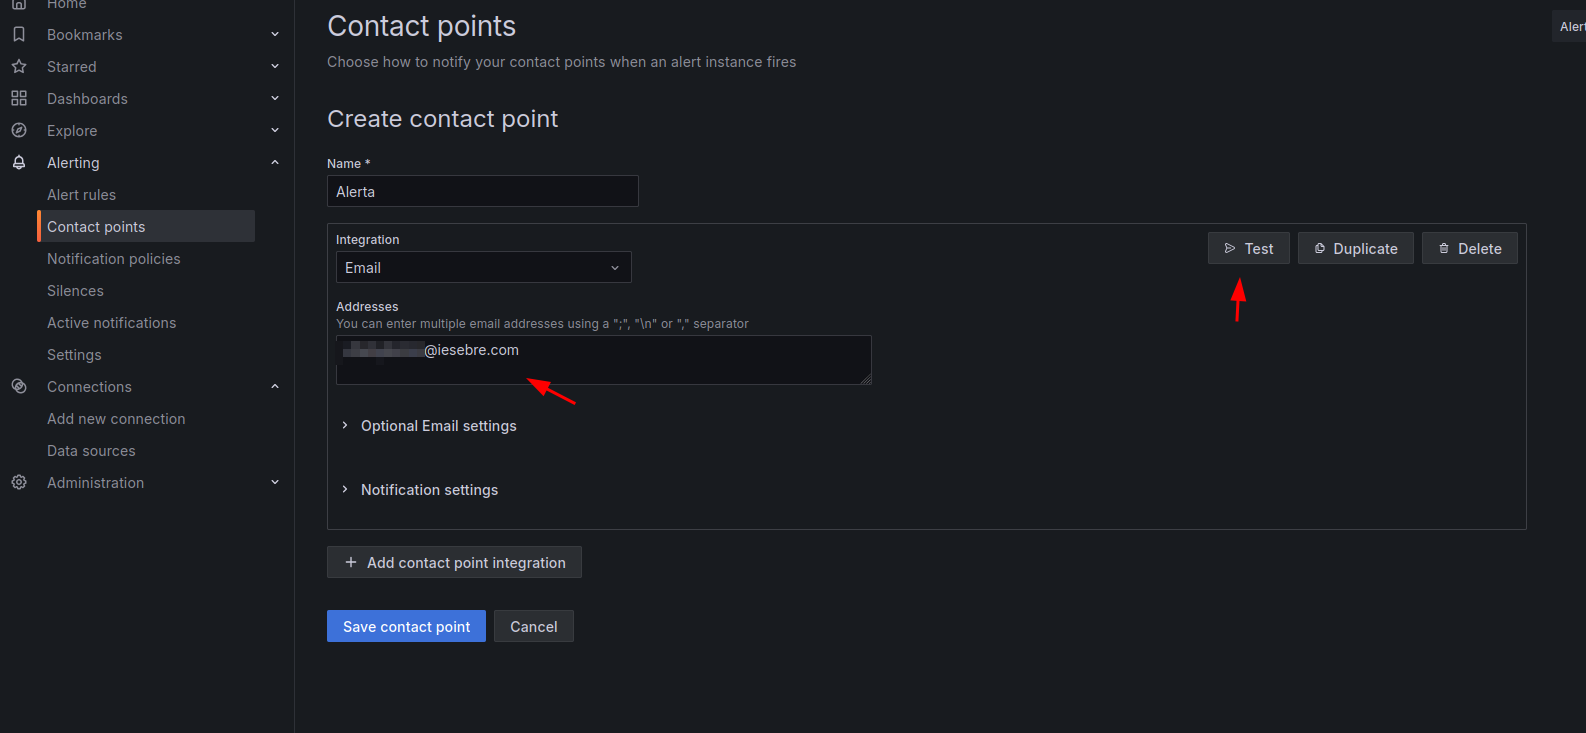 Home
Bookmarks
Starred
Dashboards
Explore
Alerting
Alert rules
Contact points
Notification policies
Silences
Active notifications
Settings
Connections
Add new connection
Data sources
Administration
Contact points
Choose how to notify your contact points when an alert instance fires
Alert
Create contact point
Name *
Alerta
Integration
Email
Test
Duplicate
Delete
Addresses
You can enter multiple email addresses using a ";", "\n" or "," separator
@iesebre.com
Optional Email settings
Notification settings
Add contact point integration
Save contact point
Cancel